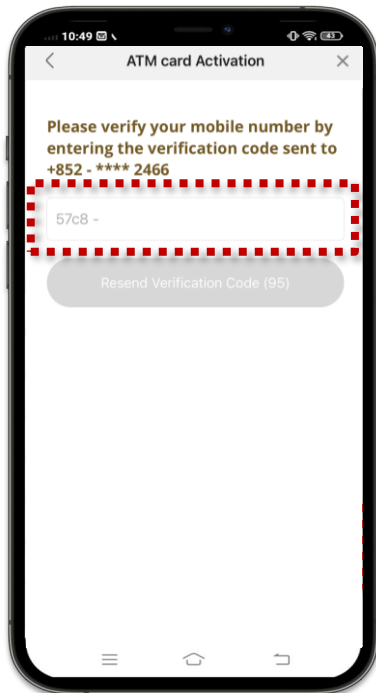 10:49 43
ATM card Activation
Please verify your mobile number by
entering the verification code sent to
+852 - **** 2466
57c8 -
Resend Verification Code (95)